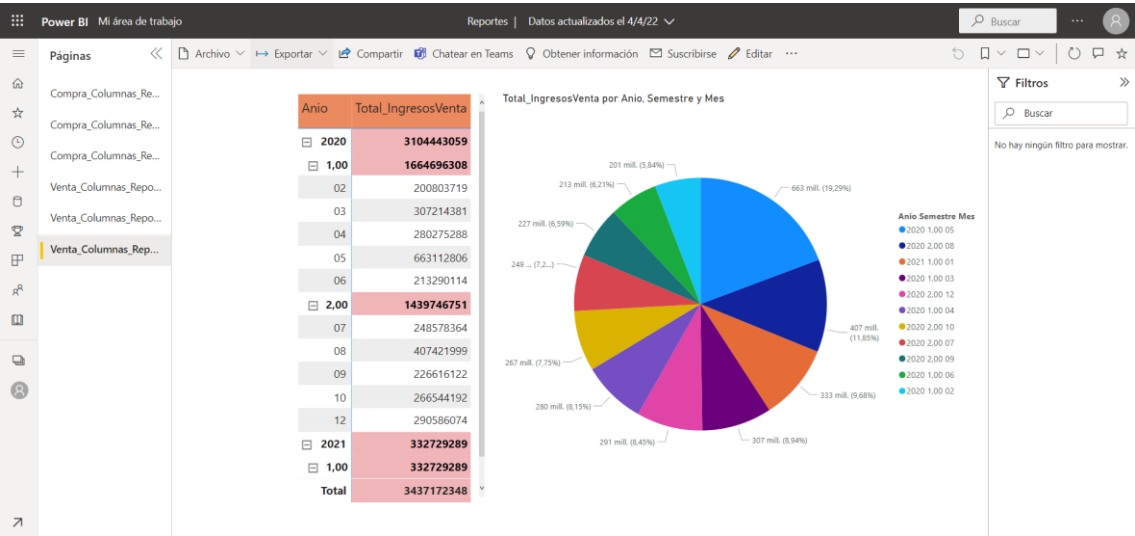 Power BI Mi área de trabajo
Reportes | Datos actualizados el 4/4/22
Buscar
...
Páginas
Archivo Exportar Compartir Chatear en Teams Obtener información Suscribirse Editar ...
Compra_Columnas_Re...
Compra_Columnas_Re...
Compra_Columnas_Re...
Venta_Columnas_Repo...
Venta_Columnas_Repo...
Venta_Columnas_Rep...
Anio Total_IngresosVenta
2020 3104443059
1,00 1664696308
02 200803719
03 307214381
04 280275288
05 663112806
06 213290114
2,00 1439746751
07 248578364
08 407421999
09 226616122
10 266544192
12 290586074
2021 332729289
1,00 332729289
Total 3437172348
Total_IngresosVenta por Anio, Semestre y Mes
201 mill. (5,84%)
213 mill. (6,21%)
227 mill. (6,59%)
249 ... (7,2...)
267 mill. (7,75%)
280 mill. (8,15%)
291 mill. (8,45%)
307 mill. (8,94%)
333 mill. (9,68%)
407 mill.
(11,85%)
663 mill. (19,29%)
Anio Semestre Mes
2020 1,00 05
2020 2,00 08
2021 1,00 01
2020 1,00 03
2020 2,00 12
2020 1,00 04
2020 2,00 10
2020 2,00 07
2020 2,00 09
2020 1,00 06
2020 1,00 02
Filtros
Buscar
No hay ningún filtro para mostrar.